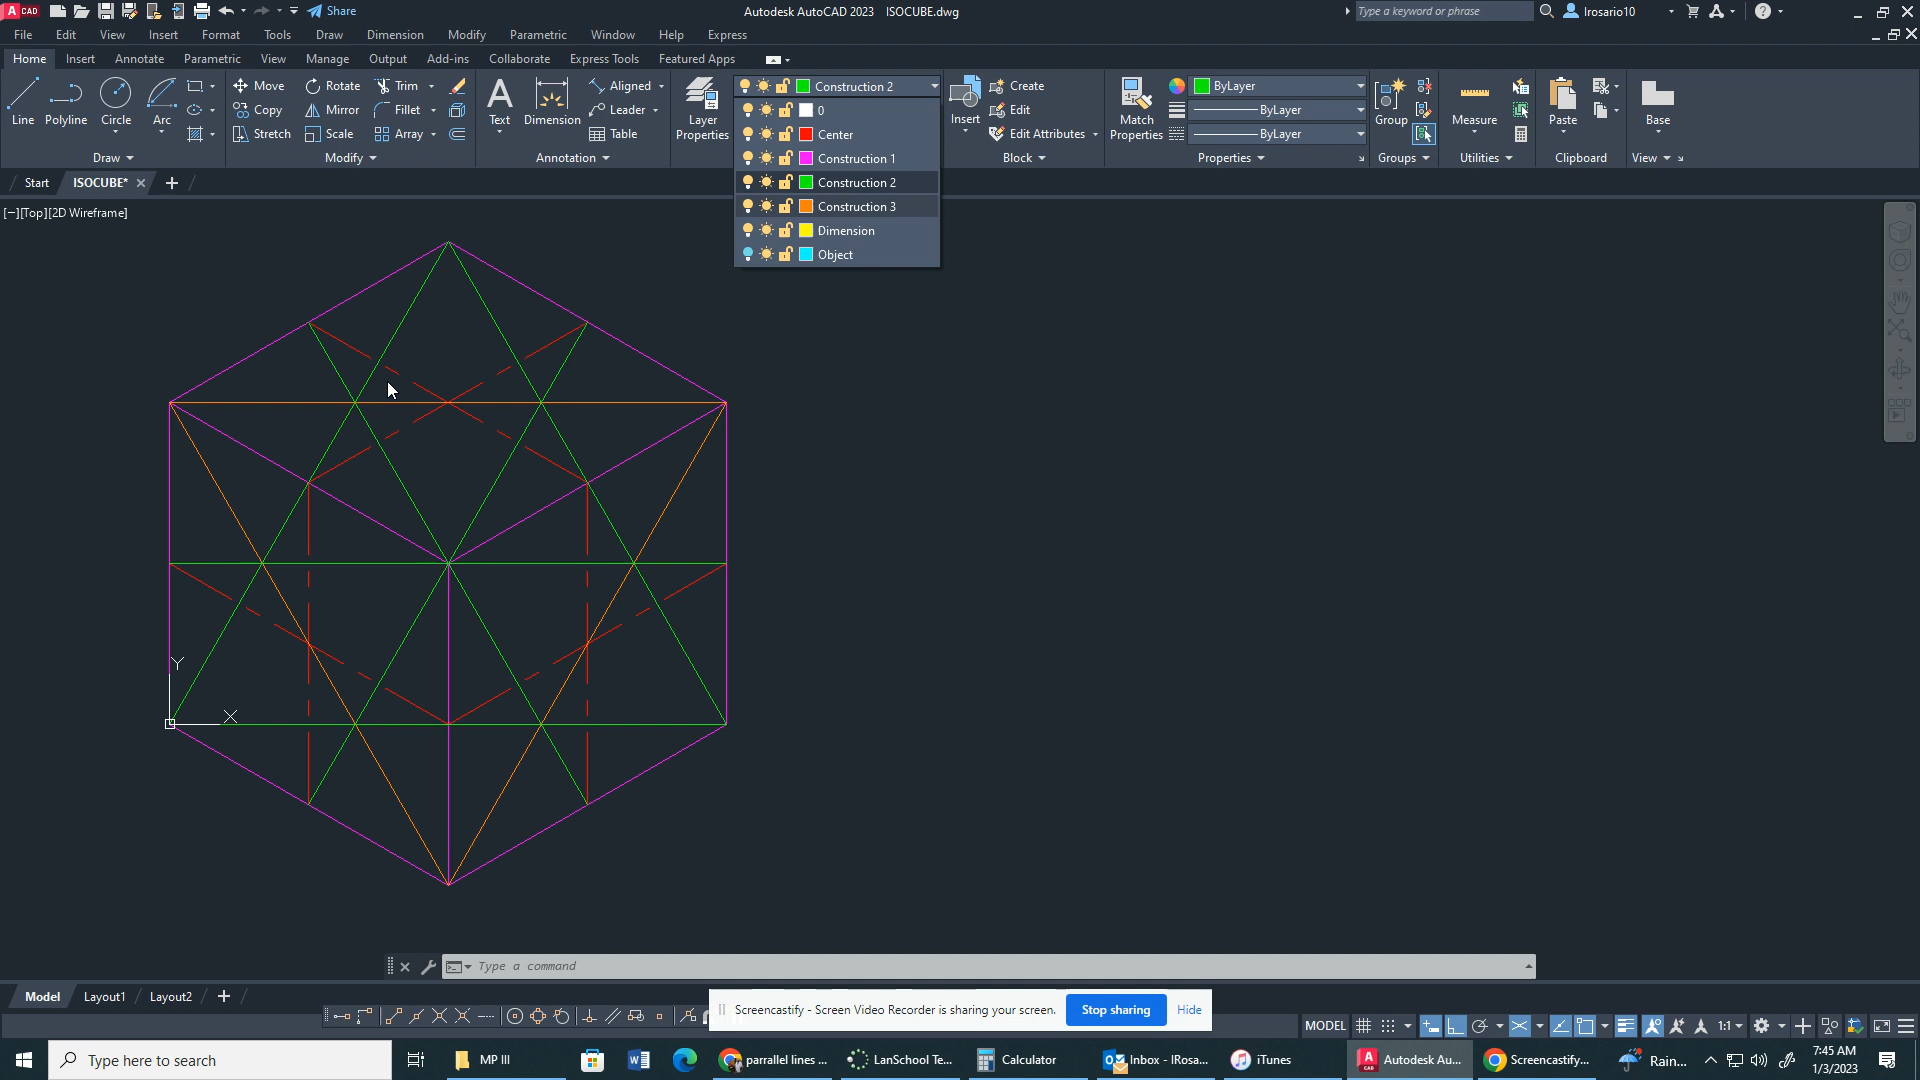 A CAD
Share
Autodesk AutoCAD 2023 ISOCUBE.dwg
Type a keyword or phrase
Irosario10
File Edit View Insert Format Tools Draw Dimension Modify Parametric Window Help Express
Home Insert Annotate Parametric View Manage Output Add-ins Collaborate Express Tools Featured Apps
Line Polyline Circle Arc
Draw
Move Rotate Trim
Copy Mirror Fillet
Stretch Scale Array
Modify
Text Dimension
Aligned
Leader
Table
Annotation
Layer Properties
Construction 2
0
Center
Construction 1
Construction 2
Construction 3
Dimension
Object
Insert
Create
Edit
Edit Attributes
Block
Match Properties
ByLayer
ByLayer
ByLayer
Properties
Group
Groups
Measure
Utilities
Paste
Clipboard
Base
View
Start ISOCUBE*
[−][Top][2D Wireframe]
Y
X
Type a command
Model Layout1 Layout2
Screencastify - Screen Video Recorder is sharing your screen. Stop sharing Hide
MODEL 1:1
Type here to search
MP III
parrallel lines ...
LanSchool Te...
Calculator
Inbox - IRosa...
iTunes
Autodesk Au...
Screencastify...
Rain...
7:45 AM
1/3/2023